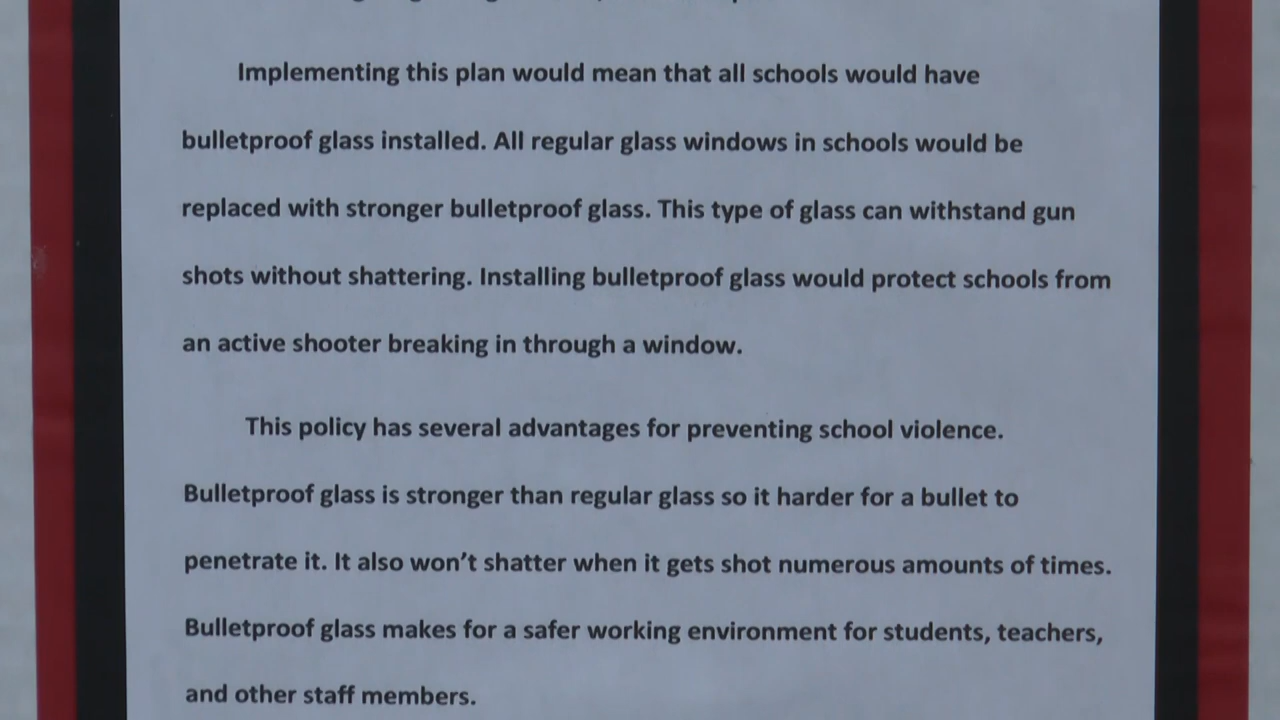 Implementing this plan would mean that all schools would have
bulletproof glass installed. All regular glass windows in schools would be
replaced with stronger bulletproof glass. This type of glass can withstand gun
shots without shattering. Installing bulletproof glass would protect schools from
an active shooter breaking in through a window.
This policy has several advantages for preventing school violence.
Bulletproof glass is stronger than regular glass so it harder for a bullet to
penetrate it. It also won’t shatter when it gets shot numerous amounts of times.
Bulletproof glass makes for a safer working environment for students, teachers,
and other staff members.